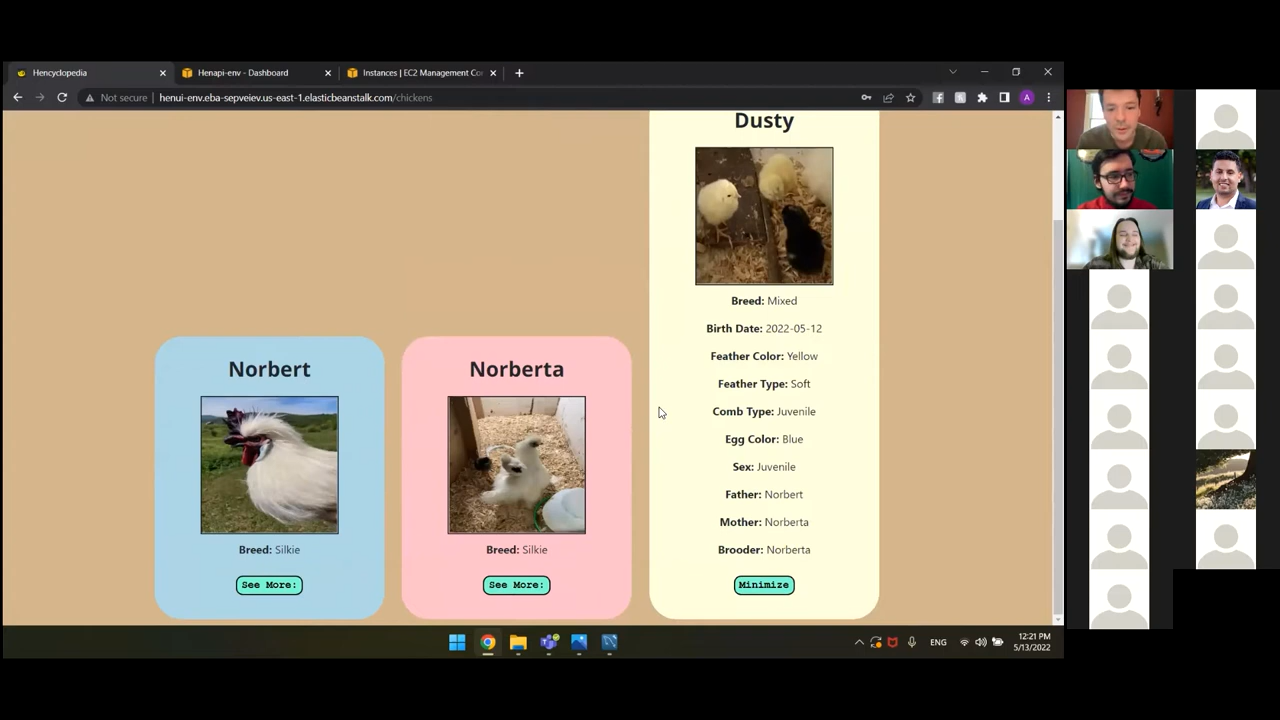 Hencyclopedia
Henapi-env - Dashboard
Instances | EC2 Management Co
Not secure
henui-env.eba-sepveiev.us-east-1.elasticbeanstalk.com/chickens
A
Dusty
Breed: Mixed
Birth Date: 2022-05-12
Feather Color: Yellow
Feather Type: Soft
Comb Type: Juvenile
Egg Color: Blue
Sex: Juvenile
Father: Norbert
Mother: Norberta
Brooder: Norberta
Minimize
Norbert
Breed: Silkie
See More:
Norberta
Breed: Silkie
See More:
ENG
12:21 PM
5/13/2022